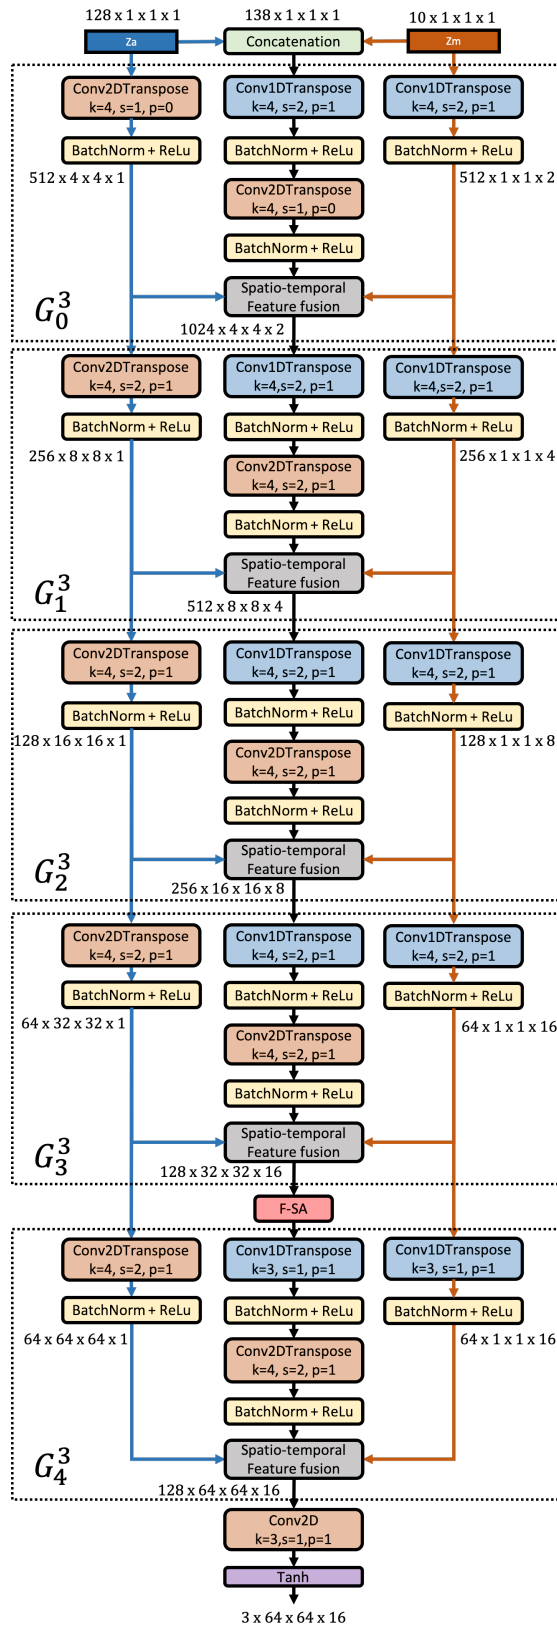 128 x 1 x 1 x 1
138 x 1 x 1 x 1
10 x 1 x 1 x 1
Za
Concatenation
Zm
Conv2DTranspose
k=4, s=1, p=0
Conv1DTranspose
k=4, s=2, p=1
Conv1DTranspose
k=4, s=2, p=1
BatchNorm + ReLu
BatchNorm + ReLu
BatchNorm + ReLu
512 x 4 x 4 x 1
512 x 1 x 1 x 2
Conv2DTranspose
k=4, s=1, p=0
BatchNorm + ReLu
Spatio-temporal
Feature fusion
G₀³
1024 x 4 x 4 x 2
Conv2DTranspose
k=4, s=2, p=1
Conv1DTranspose
k=4,s=2, p=1
Conv1DTranspose
k=4,s=2, p=1
BatchNorm + ReLu
BatchNorm + ReLu
BatchNorm + ReLu
256 x 8 x 8 x 1
256 x 1 x 1 x 4
Conv2DTranspose
k=4, s=2, p=1
BatchNorm + ReLu
Spatio-temporal
Feature fusion
G₁³
512 x 8 x 8 x 4
Conv2DTranspose
k=4, s=2, p=1
Conv1DTranspose
k=4, s=2, p=1
Conv1DTranspose
k=4, s=2, p=1
BatchNorm + ReLu
BatchNorm + ReLu
BatchNorm + ReLu
128 x 16 x 16 x 1
128 x 1 x 1 x 8
Conv2DTranspose
k=4, s=2, p=1
BatchNorm + ReLu
Spatio-temporal
Feature fusion
G₂³
256 x 16 x 16 x 8
Conv2DTranspose
k=4, s=2, p=1
Conv1DTranspose
k=4, s=2, p=1
Conv1DTranspose
k=4, s=2, p=1
BatchNorm + ReLu
BatchNorm + ReLu
BatchNorm + ReLu
64 x 32 x 32 x 1
64 x 1 x 1 x 16
Conv2DTranspose
k=4, s=2, p=1
BatchNorm + ReLu
Spatio-temporal
Feature fusion
G₃³
128 x 32 x 32 x 16
F-SA
Conv2DTranspose
k=4, s=2, p=1
Conv1DTranspose
k=3, s=1, p=1
Conv1DTranspose
k=3, s=1, p=1
BatchNorm + ReLu
BatchNorm + ReLu
BatchNorm + ReLu
64 x 64 x 64 x 1
64 x 1 x 1 x 16
Conv2DTranspose
k=4, s=2, p=1
BatchNorm + ReLu
Spatio-temporal
Feature fusion
G₄³
128 x 64 x 64 x 16
Conv2D
k=3,s=1,p=1
Tanh
3 x 64 x 64 x 16